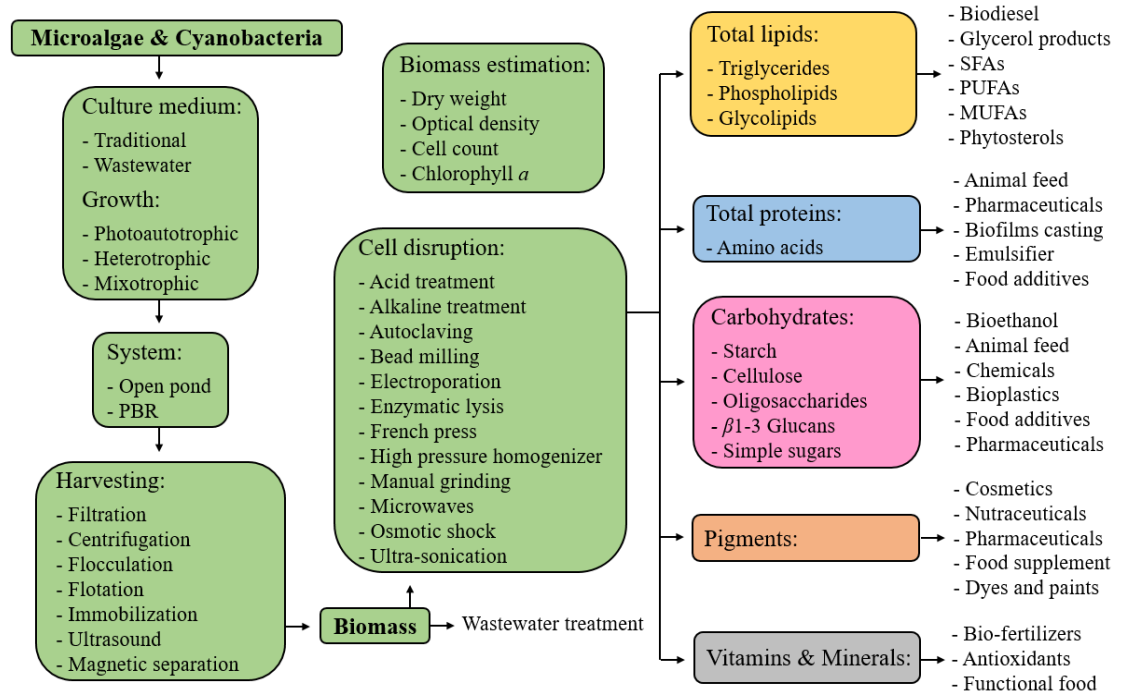 Microalgae & Cyanobacteria
Culture medium:
- Traditional
- Wastewater
Growth:
- Photoautotrophic
- Heterotrophic
- Mixotrophic
System:
- Open pond
- PBR
Harvesting:
- Filtration
- Centrifugation
- Flocculation
- Flotation
- Immobilization
- Ultrasound
- Magnetic separation
Biomass
Wastewater treatment
Biomass estimation:
- Dry weight
- Optical density
- Cell count
- Chlorophyll a
Cell disruption:
- Acid treatment
- Alkaline treatment
- Autoclaving
- Bead milling
- Electroporation
- Enzymatic lysis
- French press
- High pressure homogenizer
- Manual grinding
- Microwaves
- Osmotic shock
- Ultra-sonication
Total lipids:
- Triglycerides
- Phospholipids
- Glycolipids
- Biodiesel
- Glycerol products
- SFAs
- PUFAs
- MUFAs
- Phytosterols
Total proteins:
- Amino acids
- Animal feed
- Pharmaceuticals
- Biofilms casting
- Emulsifier
- Food additives
Carbohydrates:
- Starch
- Cellulose
- Oligosaccharides
- β1-3 Glucans
- Simple sugars
- Bioethanol
- Animal feed
- Chemicals
- Bioplastics
- Food additives
- Pharmaceuticals
Pigments:
- Cosmetics
- Nutraceuticals
- Pharmaceuticals
- Food supplement
- Dyes and paints
Vitamins & Minerals:
- Bio-fertilizers
- Antioxidants
- Functional food